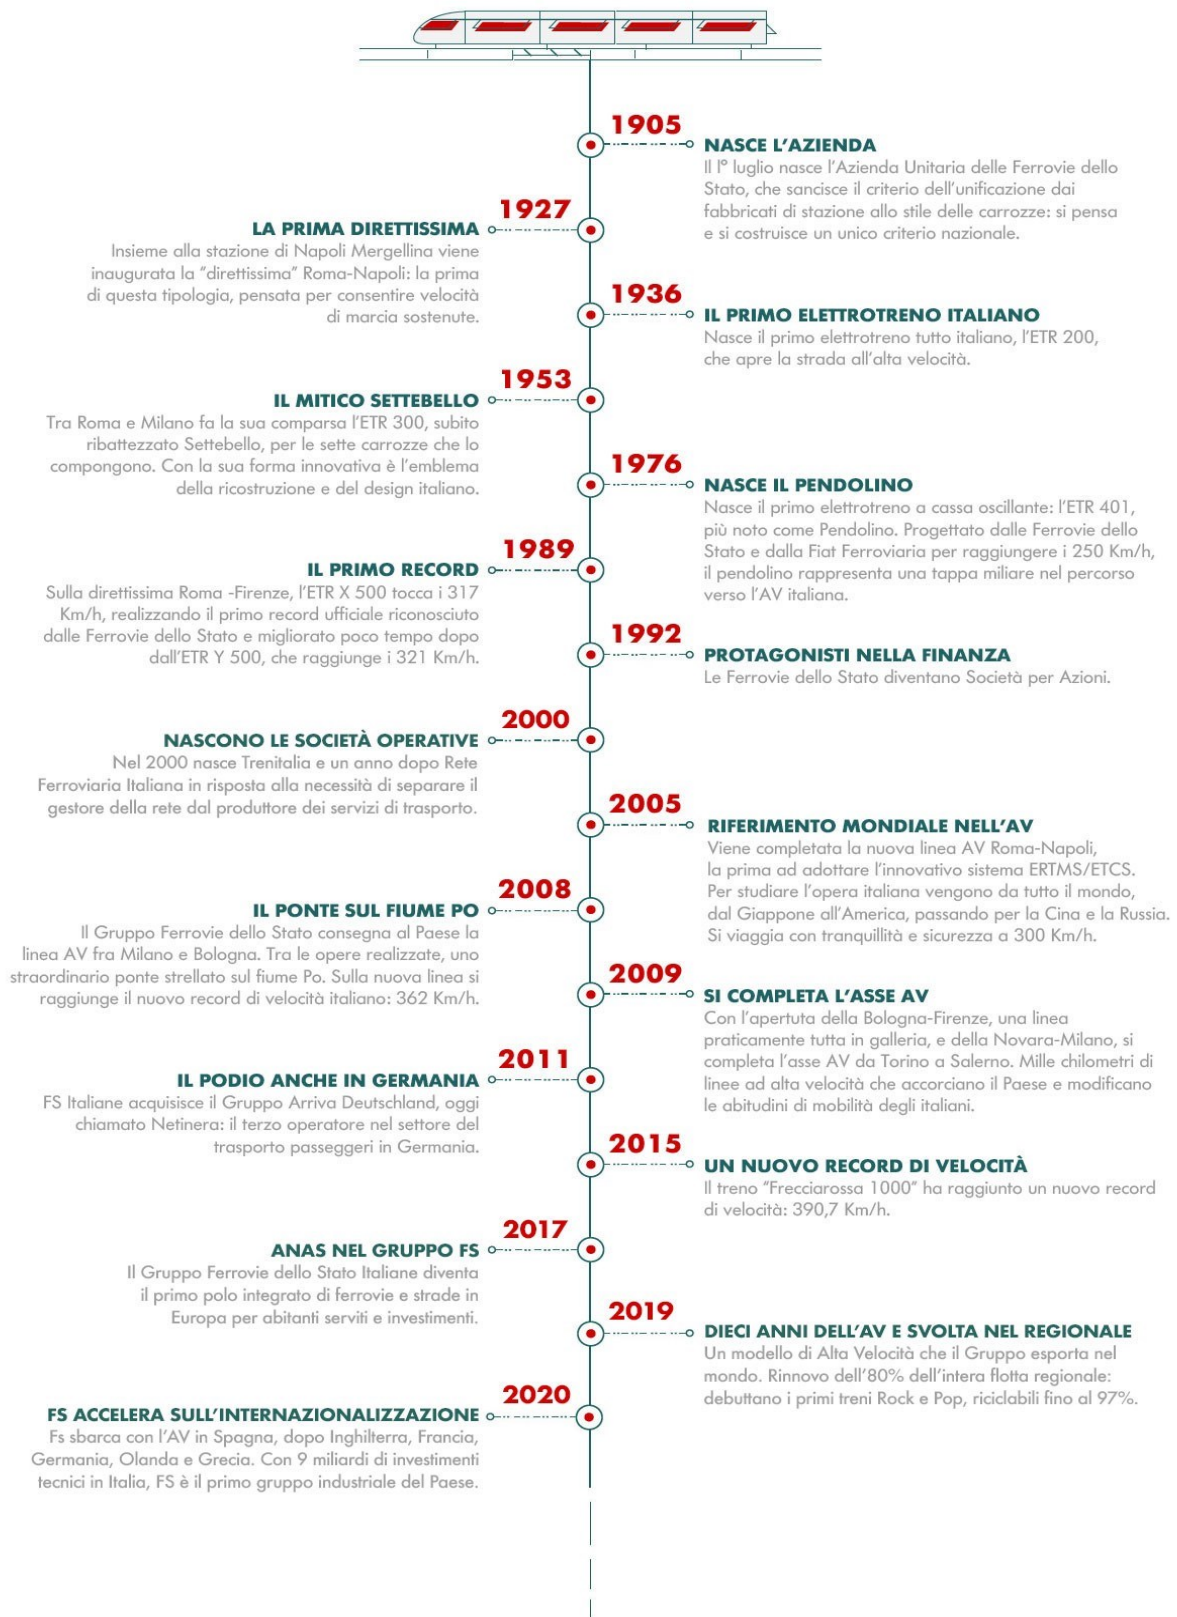 1905
NASCE L'AZIENDA
Il I° luglio nasce l'Azienda Unitaria delle Ferrovie dello
Stato, che sancisce il criterio dell'unificazione dai
fabbricati di stazione allo stile delle carrozze: si pensa
e si costruisce un unico criterio nazionale.
1927
LA PRIMA DIRETTISSIMA
Insieme alla stazione di Napoli Mergellina viene
inaugurata la "direttissima" Roma-Napoli: la prima
di questa tipologia, pensata per consentire velocità
di marcia sostenute.
1936
IL PRIMO ELETTROTRENO ITALIANO
Nasce il primo elettrotreno tutto italiano, l'ETR 200,
che apre la strada all'alta velocità.
1953
IL MITICO SETTEBELLO
Tra Roma e Milano fa la sua comparsa l'ETR 300, subito
ribattezzato Settebello, per le sette carrozze che lo
compongono. Con la sua forma innovativa è l'emblema
della ricostruzione e del design italiano.
1976
NASCE IL PENDOLINO
Nasce il primo elettrotreno a cassa oscillante: l'ETR 401,
più noto come Pendolino. Progettato dalle Ferrovie dello
Stato e dalla Fiat Ferroviaria per raggiungere i 250 Km/h,
il pendolino rappresenta una tappa miliare nel percorso
verso l'AV italiana.
1989
IL PRIMO RECORD
Sulla direttissima Roma -Firenze, l'ETR X 500 tocca i 317
Km/h, realizzando il primo record ufficiale riconosciuto
dalle Ferrovie dello Stato e migliorato poco tempo dopo
dall'ETR Y 500, che raggiunge i 321 Km/h.
1992
PROTAGONISTI NELLA FINANZA
Le Ferrovie dello Stato diventano Società per Azioni.
2000
NASCONO LE SOCIETÀ OPERATIVE
Nel 2000 nasce Trenitalia e un anno dopo Rete
Ferroviaria Italiana in risposta alla necessità di separare il
gestore della rete dal produttore dei servizi di trasporto.
2005
RIFERIMENTO MONDIALE NELL'AV
Viene completata la nuova linea AV Roma-Napoli,
la prima ad adottare l'innovativo sistema ERTMS/ETCS.
Per studiare l'opera italiana vengono da tutto il mondo,
dal Giappone all'America, passando per la Cina e la Russia.
Si viaggia con tranquillità e sicurezza a 300 Km/h.
2008
IL PONTE SUL FIUME PO
Il Gruppo Ferrovie dello Stato consegna al Paese la
linea AV fra Milano e Bologna. Tra le opere realizzate, uno
straordinario ponte strellato sul fiume Po. Sulla nuova linea si
raggiunge il nuovo record di velocità italiano: 362 Km/h.
2009
SI COMPLETA L'ASSE AV
Con l'apertuta della Bologna-Firenze, una linea
praticamente tutta in galleria, e della Novara-Milano, si
completa l'asse AV da Torino a Salerno. Mille chilometri di
linee ad alta velocità che accorciano il Paese e modificano
le abitudini di mobilità degli italiani.
2011
IL PODIO ANCHE IN GERMANIA
FS Italiane acquisisce il Gruppo Arriva Deutschland, oggi
chiamato Netinera: il terzo operatore nel settore del
trasporto passeggeri in Germania.
2015
UN NUOVO RECORD DI VELOCITÀ
Il treno "Frecciarossa 1000" ha raggiunto un nuovo record
di velocità: 390,7 Km/h.
2017
ANAS NEL GRUPPO FS
Il Gruppo Ferrovie dello Stato Italiane diventa
il primo polo integrato di ferrovie e strade in
Europa per abitanti serviti e investimenti.
2019
DIECI ANNI DELL'AV E SVOLTA NEL REGIONALE
Un modello di Alta Velocità che il Gruppo esporta nel
mondo. Rinnovo dell'80% dell'intera flotta regionale:
debuttano i primi treni Rock e Pop, riciclabili fino al 97%.
2020
FS ACCELERA SULL'INTERNAZIONALIZZAZIONE
Fs sbarca con l'AV in Spagna, dopo Inghilterra, Francia,
Germania, Olanda e Grecia. Con 9 miliardi di investimenti
tecnici in Italia, FS è il primo gruppo industriale del Paese.